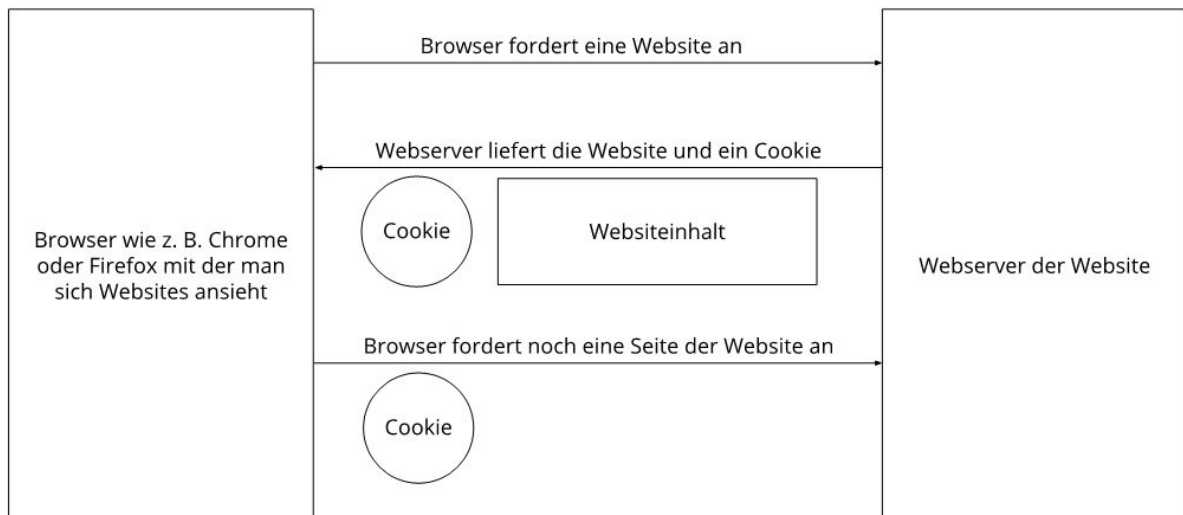 Browser fordert eine Website an
Webserver liefert die Website und ein Cookie
Cookie
Websiteinhalt
Browser wie z. B. Chrome
oder Firefox mit der man
sich Websites ansieht
Webserver der Website
Browser fordert noch eine Seite der Website an
Cookie